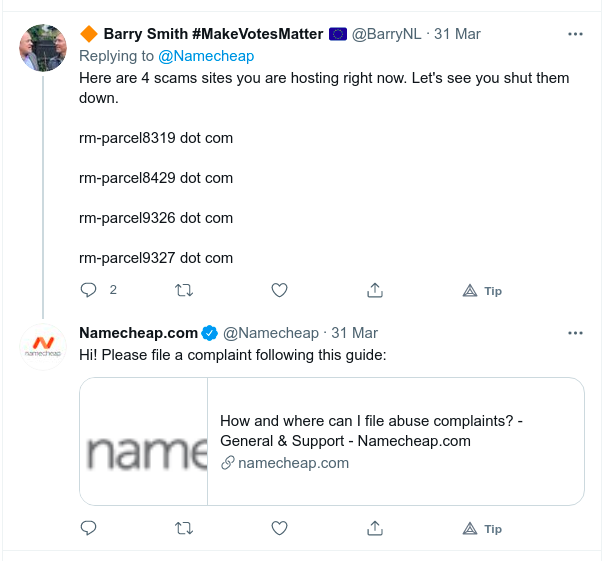 Barry Smith #MakeVotesMatter @BarryNL · 31 Mar
Replying to @Namecheap
Here are 4 scams sites you are hosting right now. Let's see you shut them
down.
rm-parcel8319 dot com
rm-parcel8429 dot com
rm-parcel9326 dot com
rm-parcel9327 dot com
2 Tip
Namecheap.com @Namecheap · 31 Mar
namecheap
Hi! Please file a complaint following this guide:
How and where can I file abuse complaints? -
General & Support - Namecheap.com
name
namecheap.com
Tip